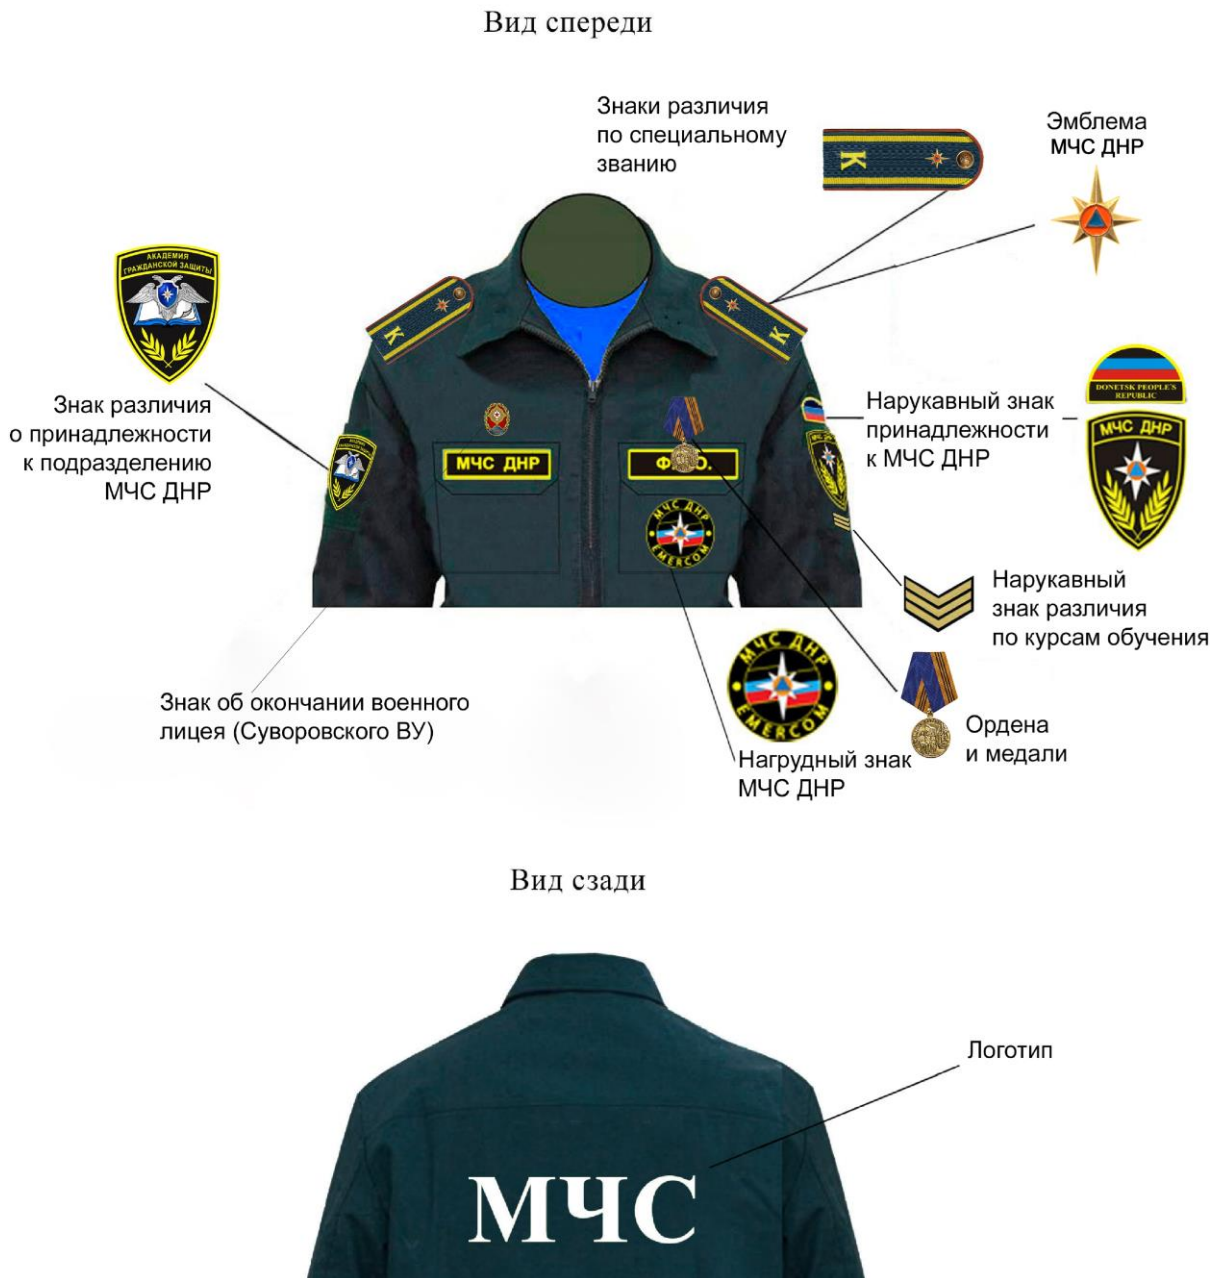 Вид спереди
Знаки различия
по специальному
званию
К
Эмблема
МЧС ДНР
АКАДЕМИЯ
ГРАЖДАНСКОЙ ЗАЩИТЫ
К
К
Знак различия
о принадлежности
к подразделению
МЧС ДНР
МЧС ДНР
МЧС ДНР
EMERCOM
Нарукавный знак
принадлежности
к МЧС ДНР
DONETSK PEOPLE'S
REPUBLIC
МЧС ДНР
Нарукавный
знак различия
по курсам обучения
Знак об окончании военного
лицея (Суворовского ВУ)
МЧС ДНР
EMERCOM
Нагрудный знак
МЧС ДНР
Ордена
и медали
Вид сзади
Логотип
МЧС